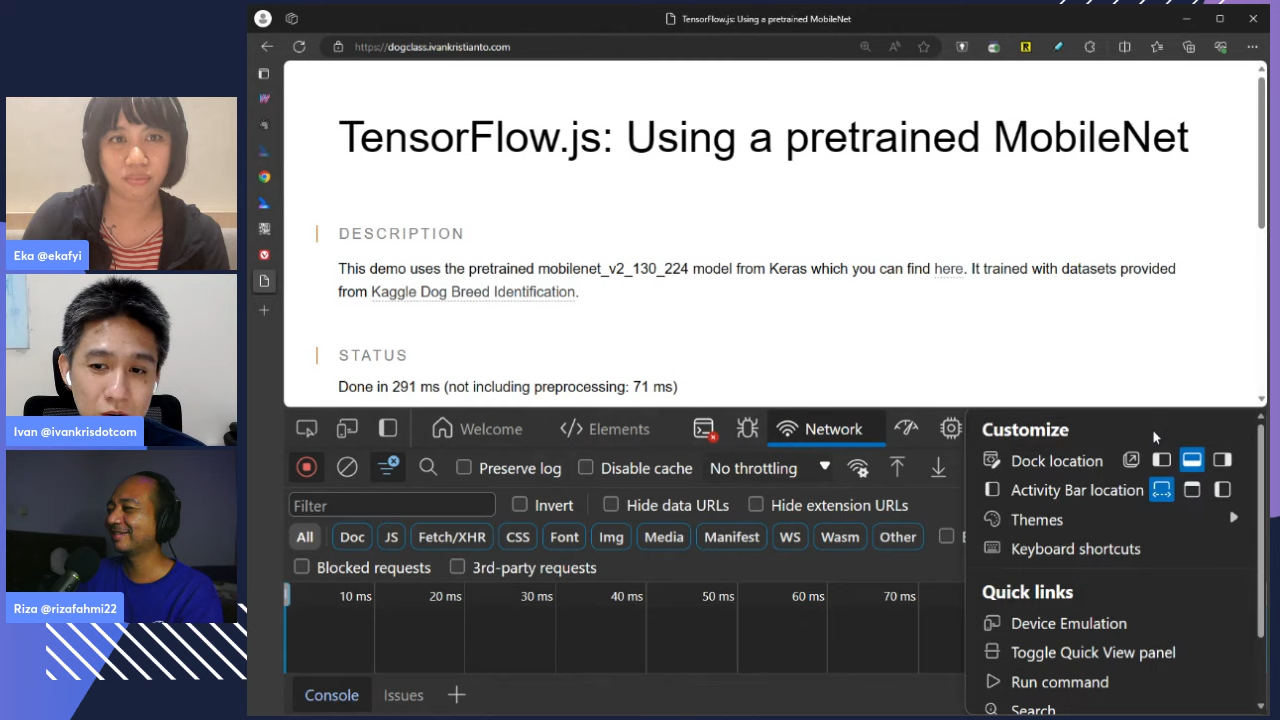 TensorFlow.js: Using a pretrained MobileNet
https://dogclass.ivankristianto.com
TensorFlow.js: Using a pretrained MobileNet
DESCRIPTION
This demo uses the pretrained mobilenet_v2_130_224 model from Keras which you can find here. It trained with datasets provided
from Kaggle Dog Breed Identification.
STATUS
Done in 291 ms (not including preprocessing: 71 ms)
Eka @ekafyi
Ivan @ivankrisdotcom
Riza @rizafahmi22
Welcome
Elements
Network
Preserve log
Disable cache
No throttling
Filter
Invert
Hide data URLs
Hide extension URLs
All
Doc
JS
Fetch/XHR
CSS
Font
Img
Media
Manifest
WS
Wasm
Other
Blocked requests
3rd-party requests
10 ms
20 ms
30 ms
40 ms
50 ms
60 ms
70 ms
Console
Issues
Customize
Dock location
Activity Bar location
Themes
Keyboard shortcuts
Quick links
Device Emulation
Toggle Quick View panel
Run command
Search